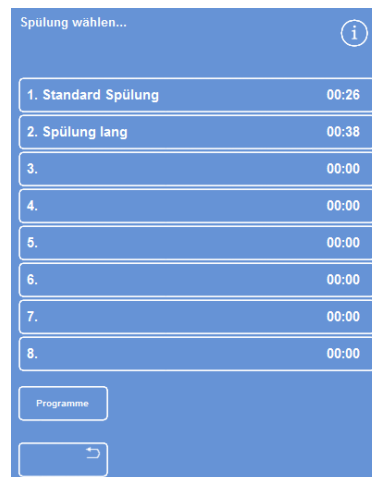 Spülung wählen...
i
1. Standard Spülung 00:26
2. Spülung lang 00:38
3. 00:00
4. 00:00
5. 00:00
6. 00:00
7. 00:00
8. 00:00
Programme